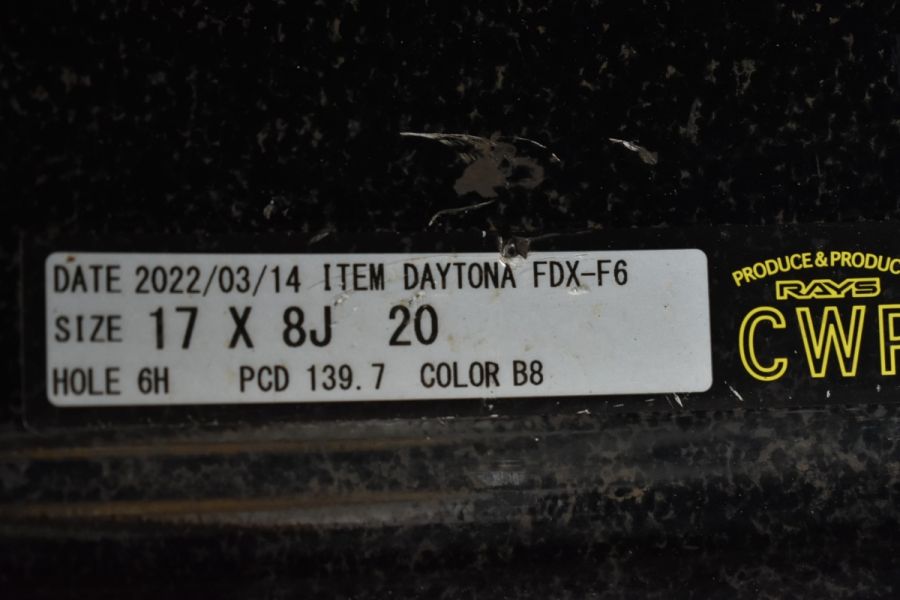 DATE 2022/03/14 ITEM DAYTONA FDX-F6
SIZE 17 X 8J 20
HOLE 6H PCD 139.7 COLOR B8
PRODUCE & PRODUC
RAYS
CWP